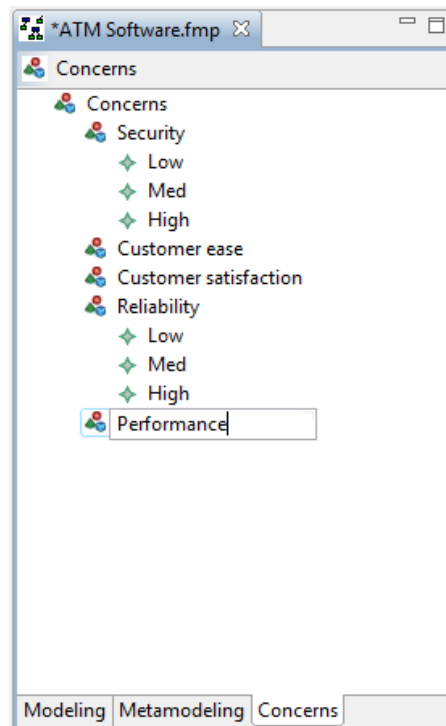 *ATM Software.fmp
Concerns
Concerns
Security
Low
Med
High
Customer ease
Customer satisfaction
Reliability
Low
Med
High
Performance
Modeling Metamodeling Concerns